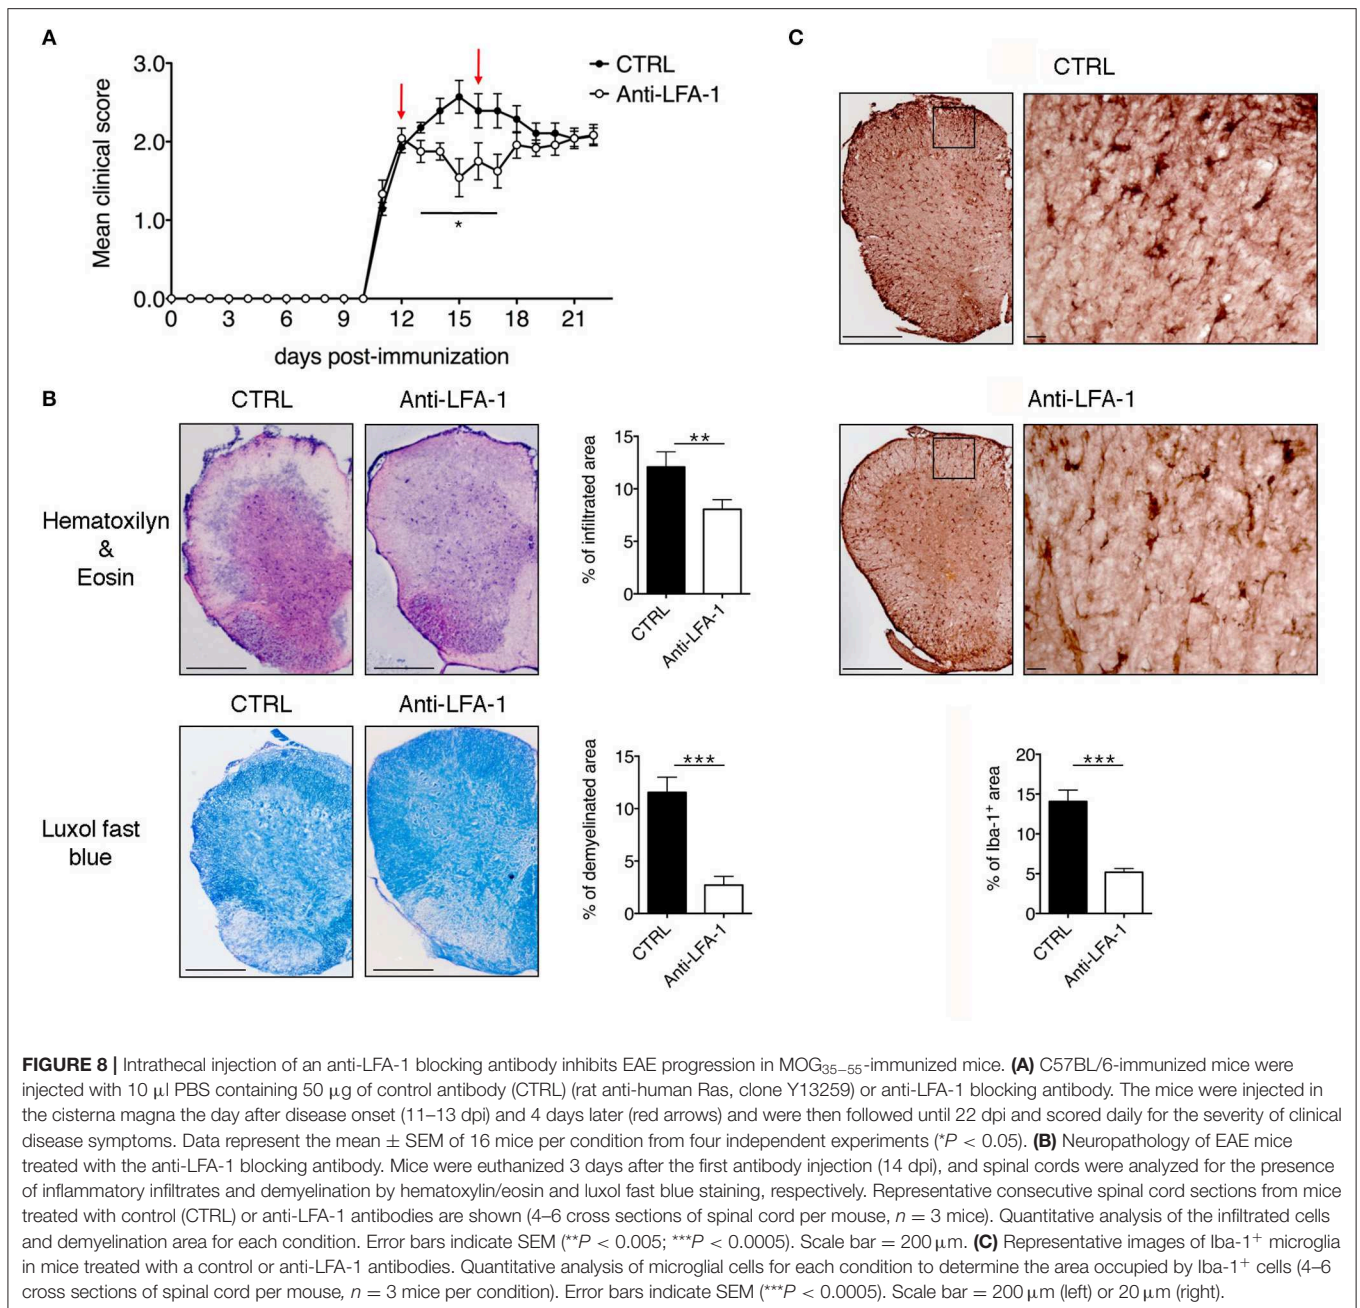 A
3.0
2.0
1.0
0.0
Mean clinical score
0 3 6 9 12 15 18 21
days post-immunization
CTRL
Anti-LFA-1
*
B
CTRL
Anti-LFA-1
Hematoxilyn
&
Eosin
% of infiltrated area
15
10
5
0
**
CTRL
Anti-LFA-1
CTRL
Anti-LFA-1
Luxol fast
blue
% of demyelinated area
15
10
5
0
***
CTRL
Anti-LFA-1
C
CTRL
Anti-LFA-1
% of Iba-1⁺ area
20
15
10
5
0
***
CTRL
Anti-LFA-1
FIGURE 8 | Intrathecal injection of an anti-LFA-1 blocking antibody inhibits EAE progression in MOG₃₅₋₅₅-immunized mice. (A) C57BL/6-immunized mice were
injected with 10 μl PBS containing 50 μg of control antibody (CTRL) (rat anti-human Ras, clone Y13259) or anti-LFA-1 blocking antibody. The mice were injected in
the cisterna magna the day after disease onset (11–13 dpi) and 4 days later (red arrows) and were then followed until 22 dpi and scored daily for the severity of clinical
disease symptoms. Data represent the mean ± SEM of 16 mice per condition from four independent experiments (*P < 0.05). (B) Neuropathology of EAE mice
treated with the anti-LFA-1 blocking antibody. Mice were euthanized 3 days after the first antibody injection (14 dpi), and spinal cords were analyzed for the presence
of inflammatory infiltrates and demyelination by hematoxylin/eosin and luxol fast blue staining, respectively. Representative consecutive spinal cord sections from mice
treated with control (CTRL) or anti-LFA-1 antibodies are shown (4–6 cross sections of spinal cord per mouse, n = 3 mice). Quantitative analysis of the infiltrated cells
and demyelination area for each condition. Error bars indicate SEM (**P < 0.005; ***P < 0.0005). Scale bar = 200 μm. (C) Representative images of Iba-1⁺ microglia
in mice treated with a control or anti-LFA-1 antibodies. Quantitative analysis of microglial cells for each condition to determine the area occupied by Iba-1⁺ cells (4–6
cross sections of spinal cord per mouse, n = 3 mice per condition). Error bars indicate SEM (***P < 0.0005). Scale bar = 200 μm (left) or 20 μm (right).